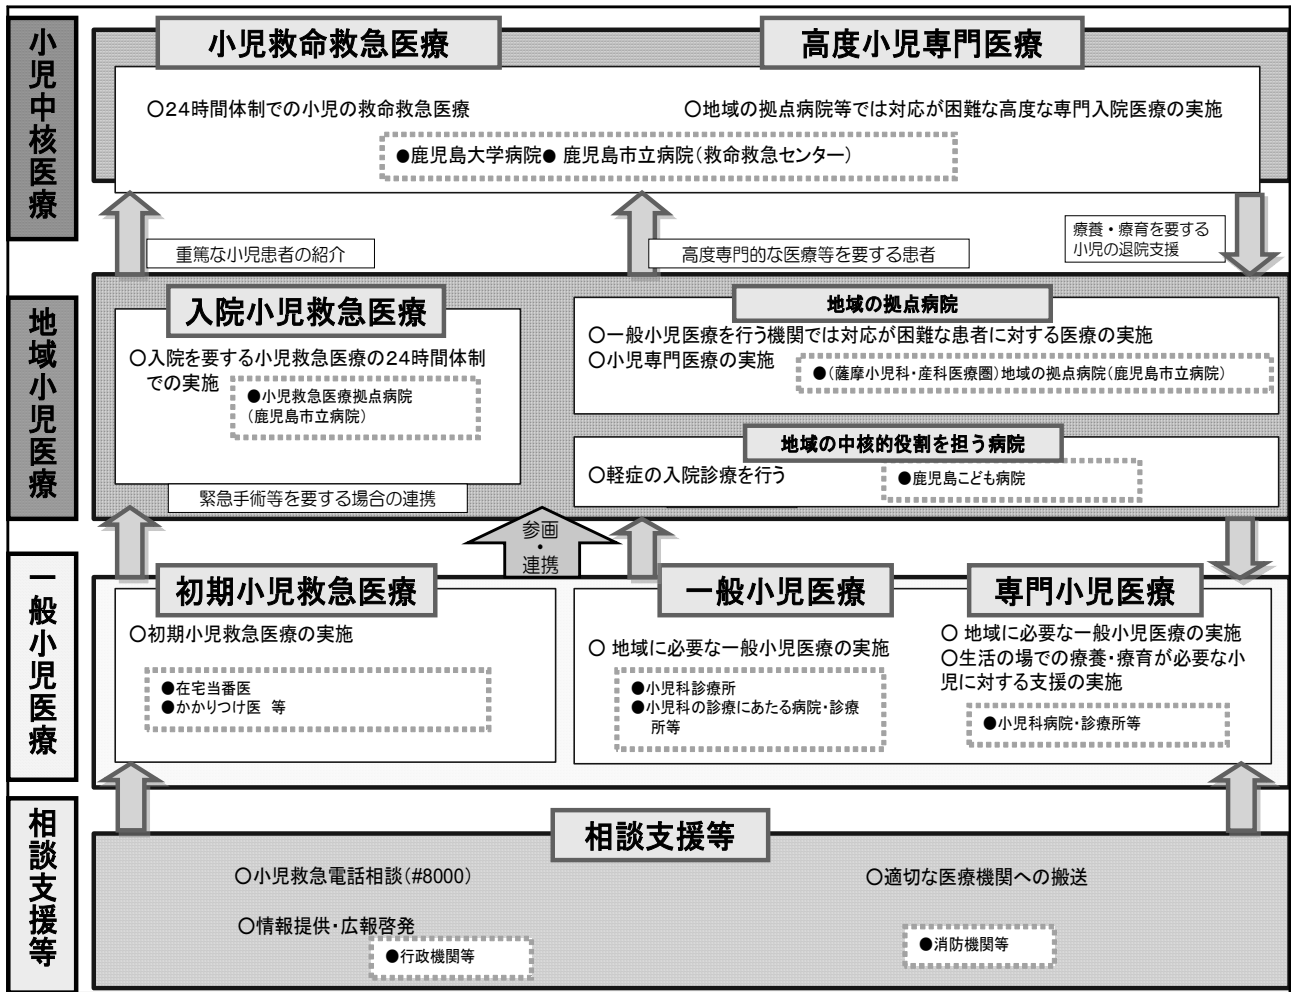 小児中核医療
小児救命救急医療
高度小児専門医療
○24時間体制での小児の救命救急医療
○地域の拠点病院等では対応が困難な高度な専門入院医療の実施
●鹿児島大学病院● 鹿児島市立病院(救命救急センター)
重篤な小児患者の紹介
高度専門的な医療等を要する患者
療養・療育を要する
小児の退院支援
地域小児医療
入院小児救急医療
○入院を要する小児救急医療の24時間体制
での実施
●小児救急医療拠点病院
(鹿児島市立病院)
緊急手術等を要する場合の連携
地域の拠点病院
○一般小児医療を行う機関では対応が困難な患者に対する医療の実施
○小児専門医療の実施
●(薩摩小児科・産科医療圏)地域の拠点病院(鹿児島市立病院)
地域の中核的役割を担う病院
○軽症の入院診療を行う
●鹿児島こども病院
参画
・
連携
一般小児医療
初期小児救急医療
○初期小児救急医療の実施
●在宅当番医
●かかりつけ医 等
一般小児医療
○ 地域に必要な一般小児医療の実施
●小児科診療所
●小児科の診療にあたる病院・診療
所等
専門小児医療
○ 地域に必要な一般小児医療の実施
○生活の場での療養・療育が必要な小
児に対する支援の実施
●小児科病院・診療所等
相談支援等
相談支援等
○小児救急電話相談(#8000)
○適切な医療機関への搬送
○情報提供・広報啓発
●行政機関等
●消防機関等